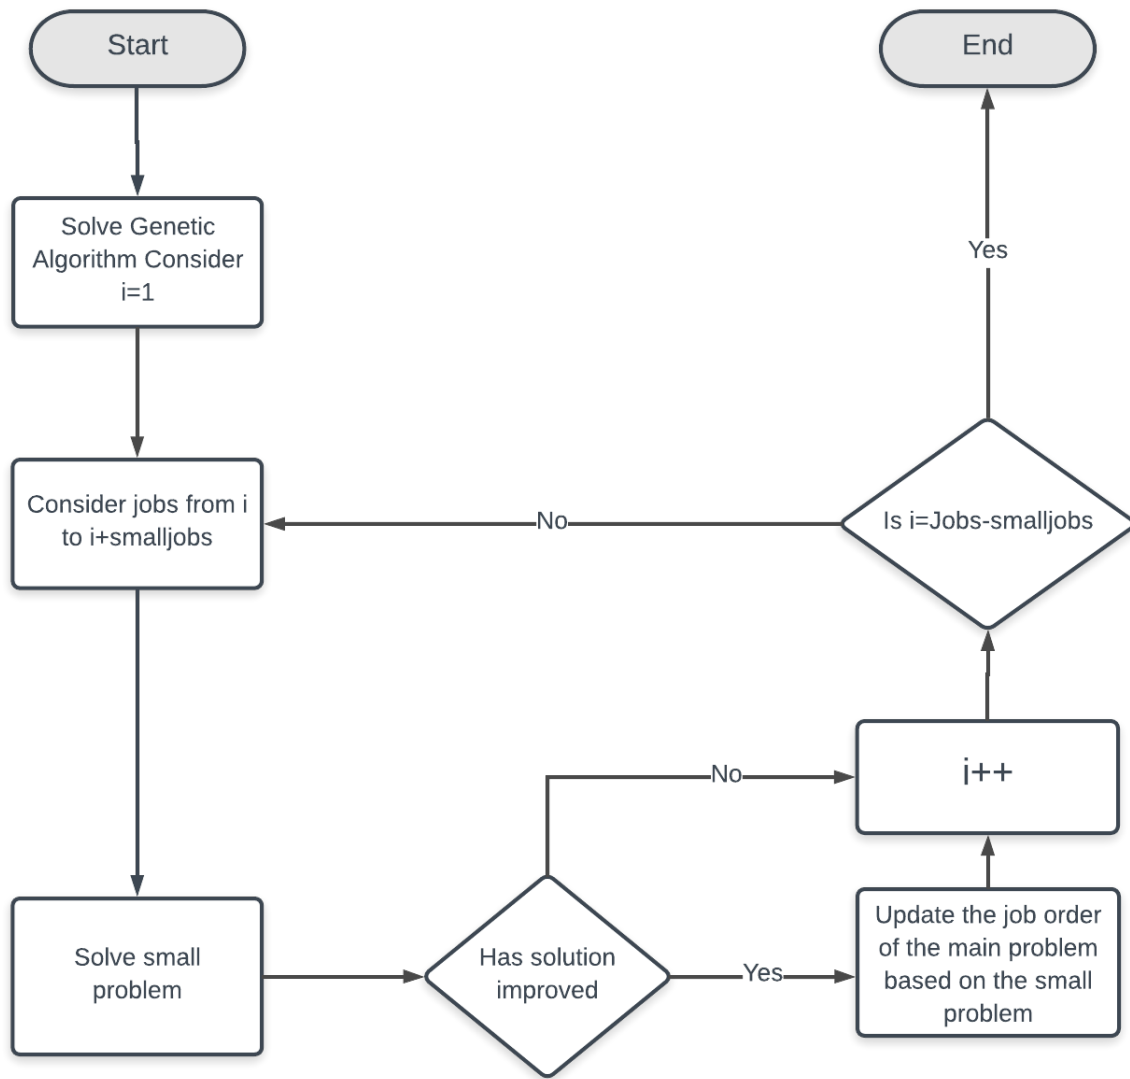 Start
End
Solve Genetic
Algorithm Consider
i=1
Yes
Consider jobs from i
to i+smalljobs
No
Is i=Jobs-smalljobs
No
i++
Solve small
problem
Has solution
improved
Yes
Update the job order
of the main problem
based on the small
problem